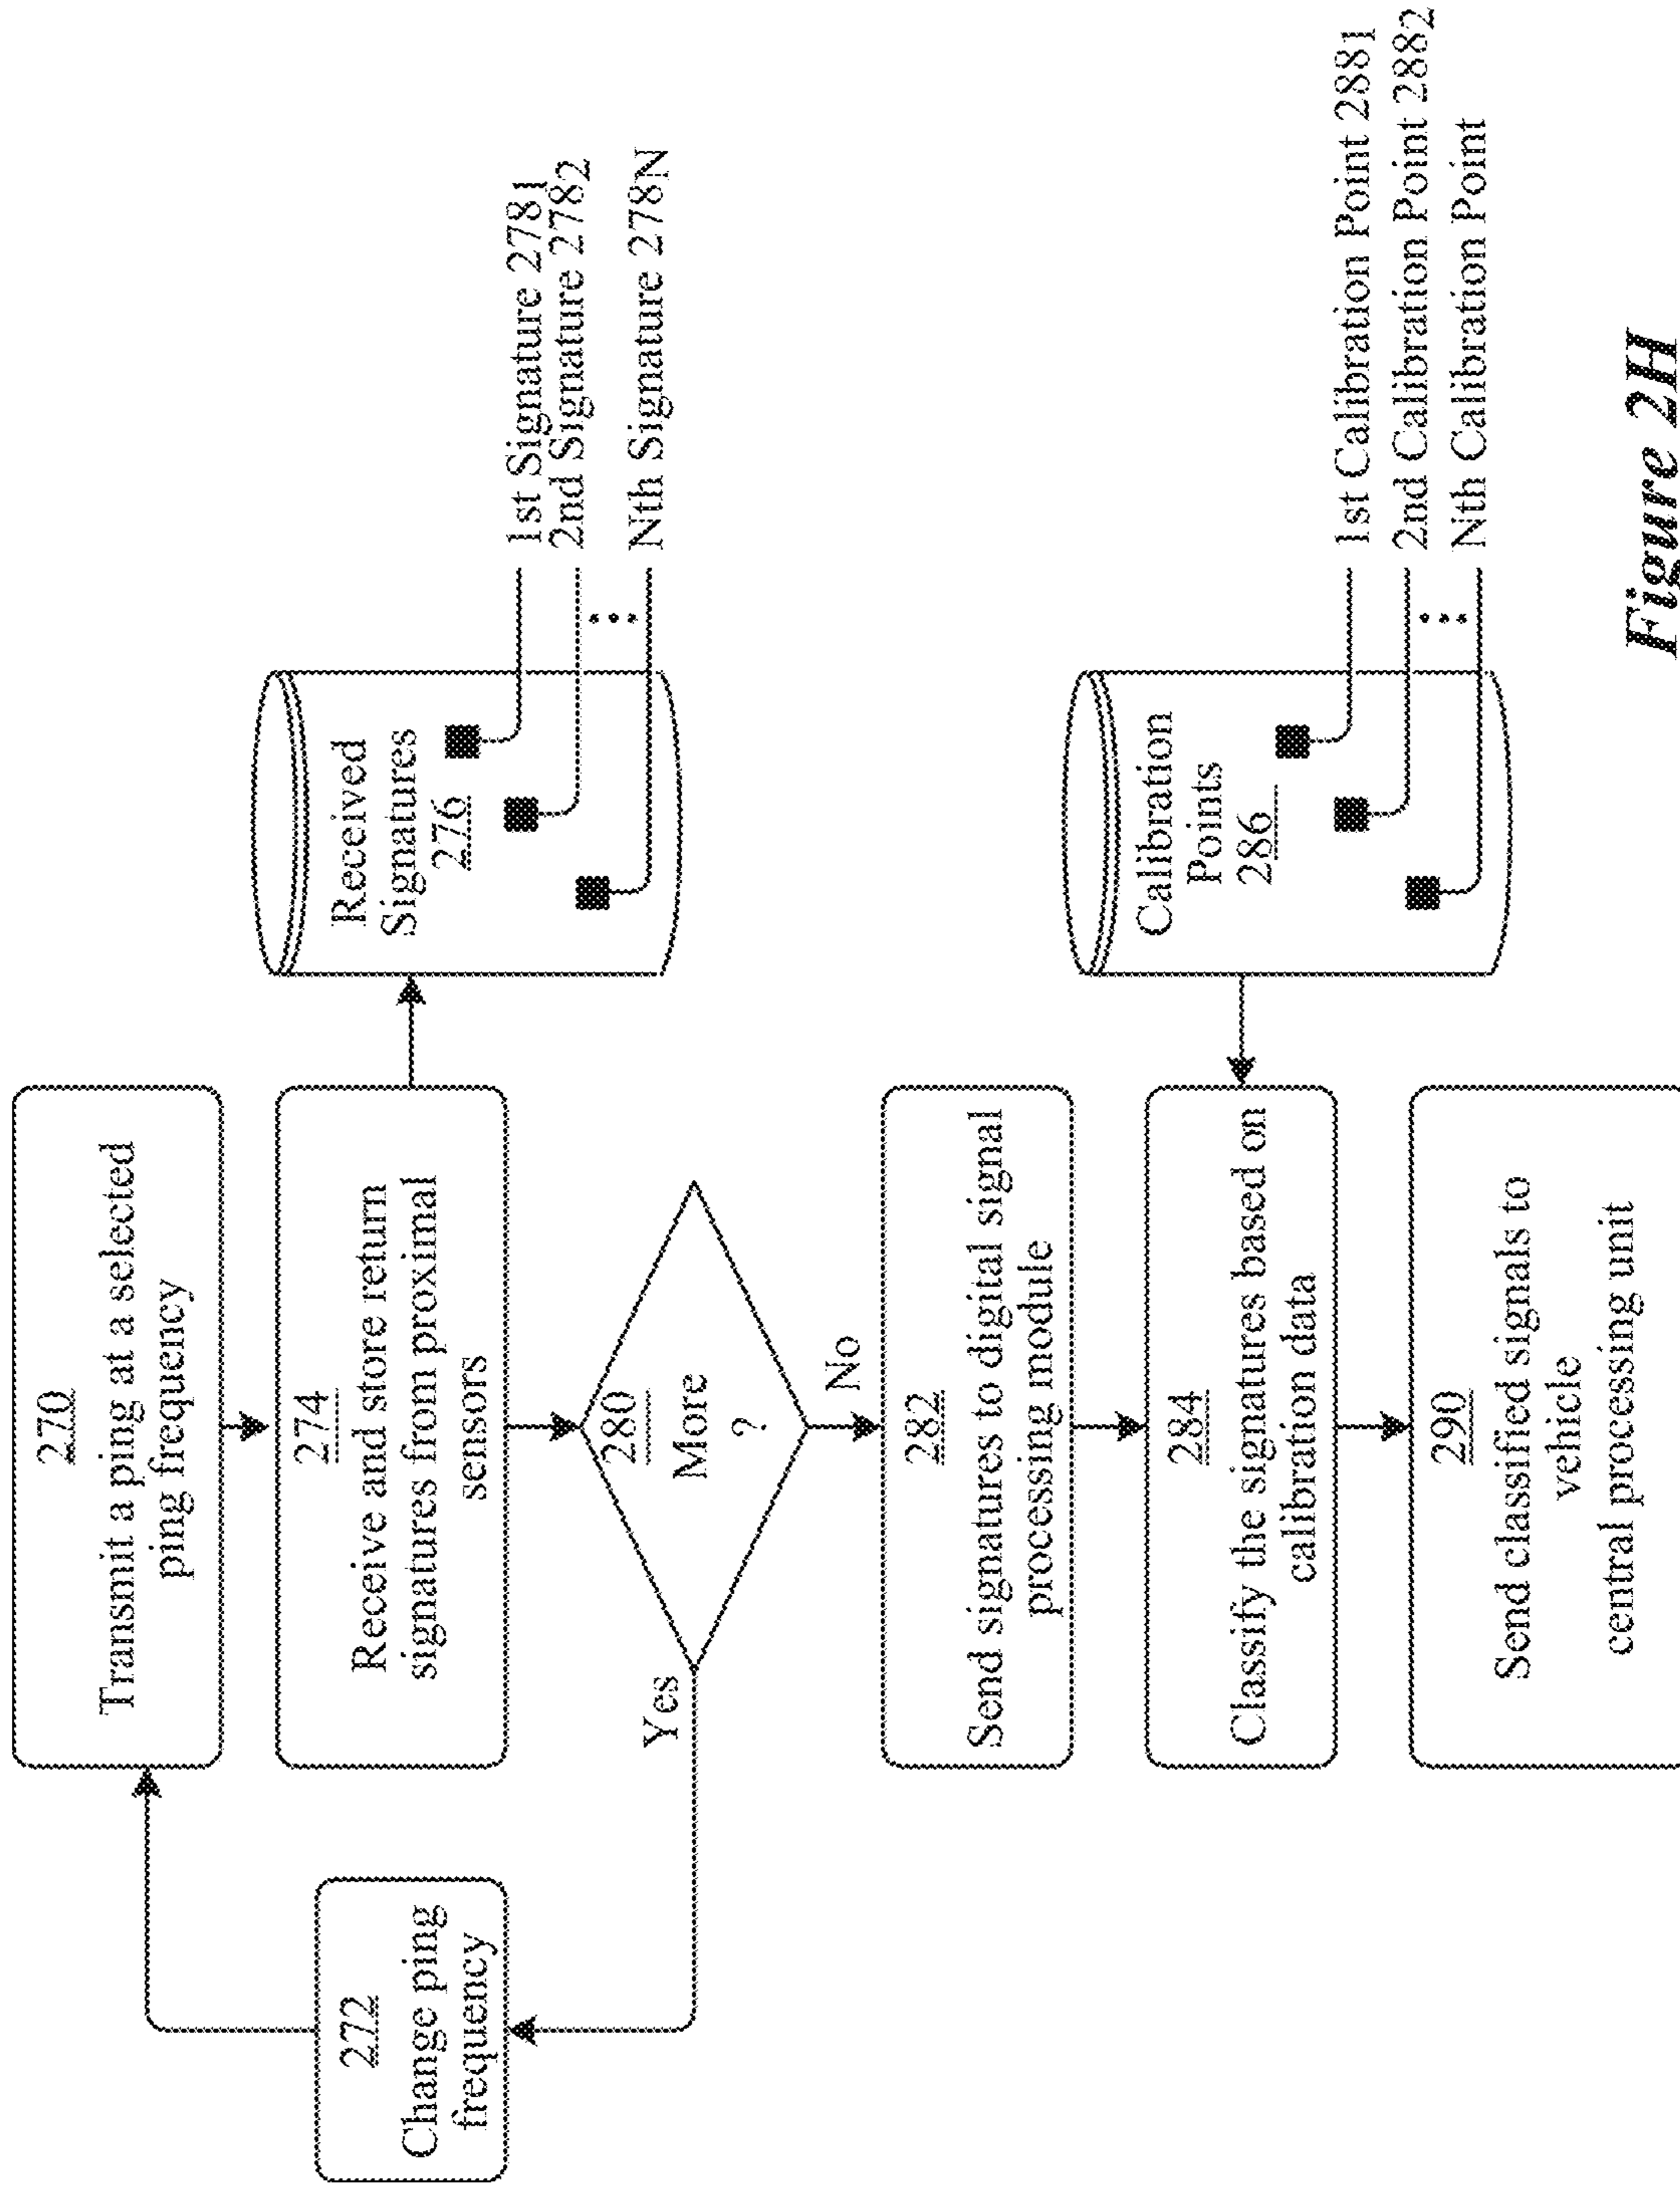 270
Transmit a ping at a selected
ping frequency
272
Change ping
frequency
274
Receive and store return
signatures from proximal
sensors
Received
Signatures
276
1st Signature 278₁
2nd Signature 278₂
Nth Signature 278N
280
More
?
Yes
No
282
Send signatures to digital signal
processing module
284
Classify the signatures based on
calibration data
Calibration
Points
286
1st Calibration Point 288₁
2nd Calibration Point 288₂
Nth Calibration Point
290
Send classified signals to
vehicle
central processing unit
Figure 2H